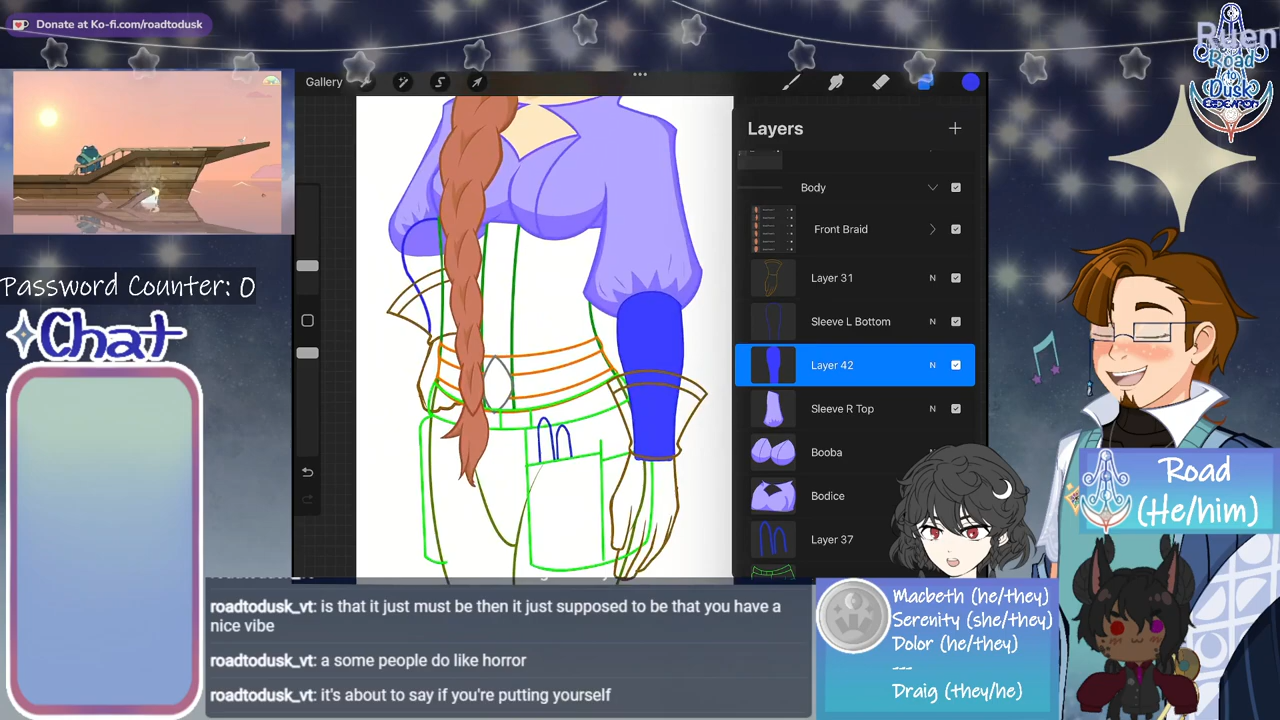 Donate at Ko-fi.com/roadtodusk
Ruen
Road
to
Dusk
Gallery
Layers
Body
Front Braid
Layer 31
N
Sleeve L Bottom
N
Layer 42
N
Sleeve R Top
N
Booba
Bodice
Layer 37
Password Counter: 0
Chat
roadtodusk_vt: is that it just must be then it just supposed to be that you have a
nice vibe
roadtodusk_vt: a some people do like horror
roadtodusk_vt: it's about to say if you're putting yourself
Road
(He/him)
Macbeth (he/they)
Serenity (she/they)
Dolor (he/they)
---
Draig (they/he)